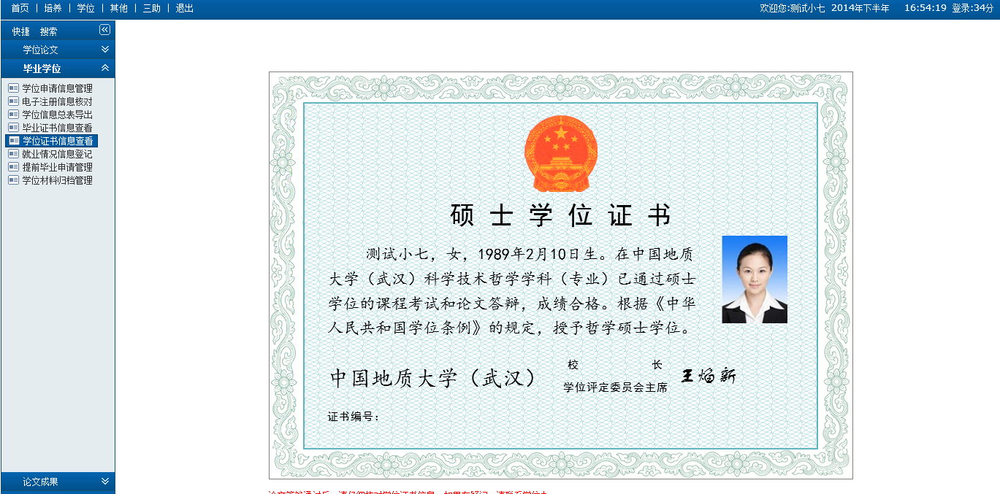 首页 | 培养 | 学位 | 其他 | 三助 | 退出
欢迎您:测试小七 2014年下半年 16:54:19 登录:34分
快捷 搜索
学位论文
毕业学位
学位申请信息管理
电子注册信息核对
学位信息总表导出
毕业证书信息查看
学位证书信息查看
就业情况信息登记
提前毕业申请管理
学位材料归档管理
论文成果
硕士学位证书
测试小七，女，1989年2月10日生。在中国地质
大学（武汉）科学技术哲学学科（专业）已通过硕士
学位的课程考试和论文答辩，成绩合格。根据《中华
人民共和国学位条例》的规定，授予哲学硕士学位。
中国地质大学（武汉）
校 长
学位评定委员会主席
王焰新
证书编号：